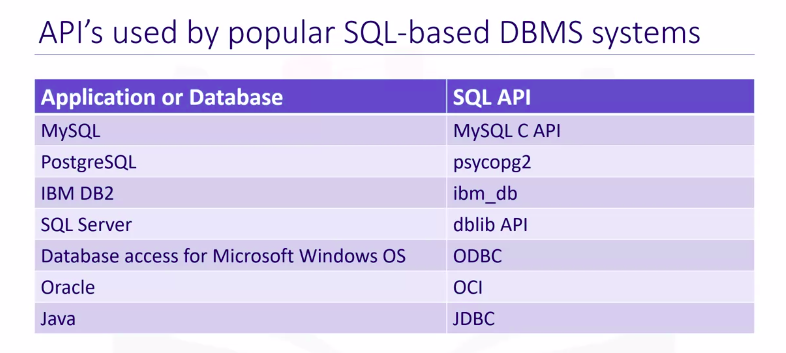 API's used by popular SQL-based DBMS systems
Application or Database SQL API
MySQL MySQL C API
PostgreSQL psycopg2
IBM DB2 ibm_db
SQL Server dblib API
Database access for Microsoft Windows OS ODBC
Oracle OCI
Java JDBC